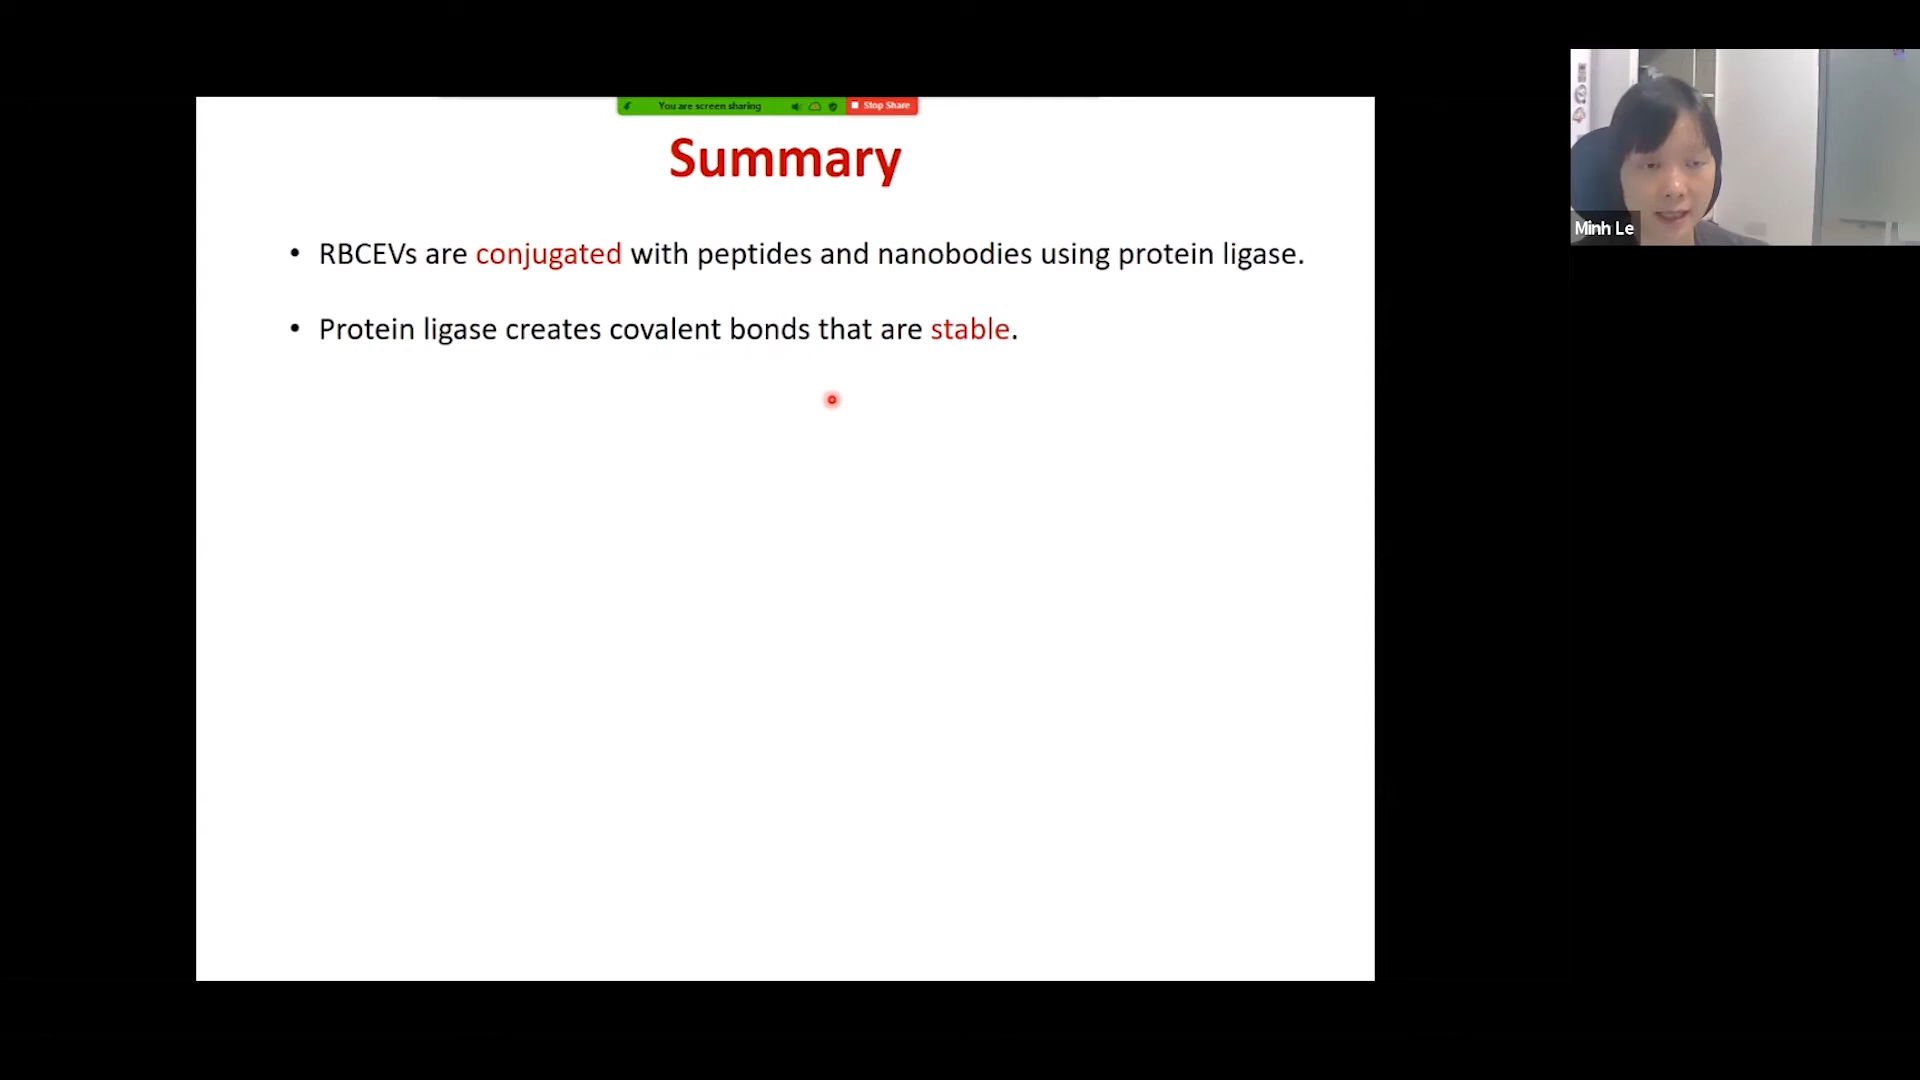 You are screen sharing
Stop Share
Summary
• RBCEVs are conjugated with peptides and nanobodies using protein ligase.
• Protein ligase creates covalent bonds that are stable.
Minh Le